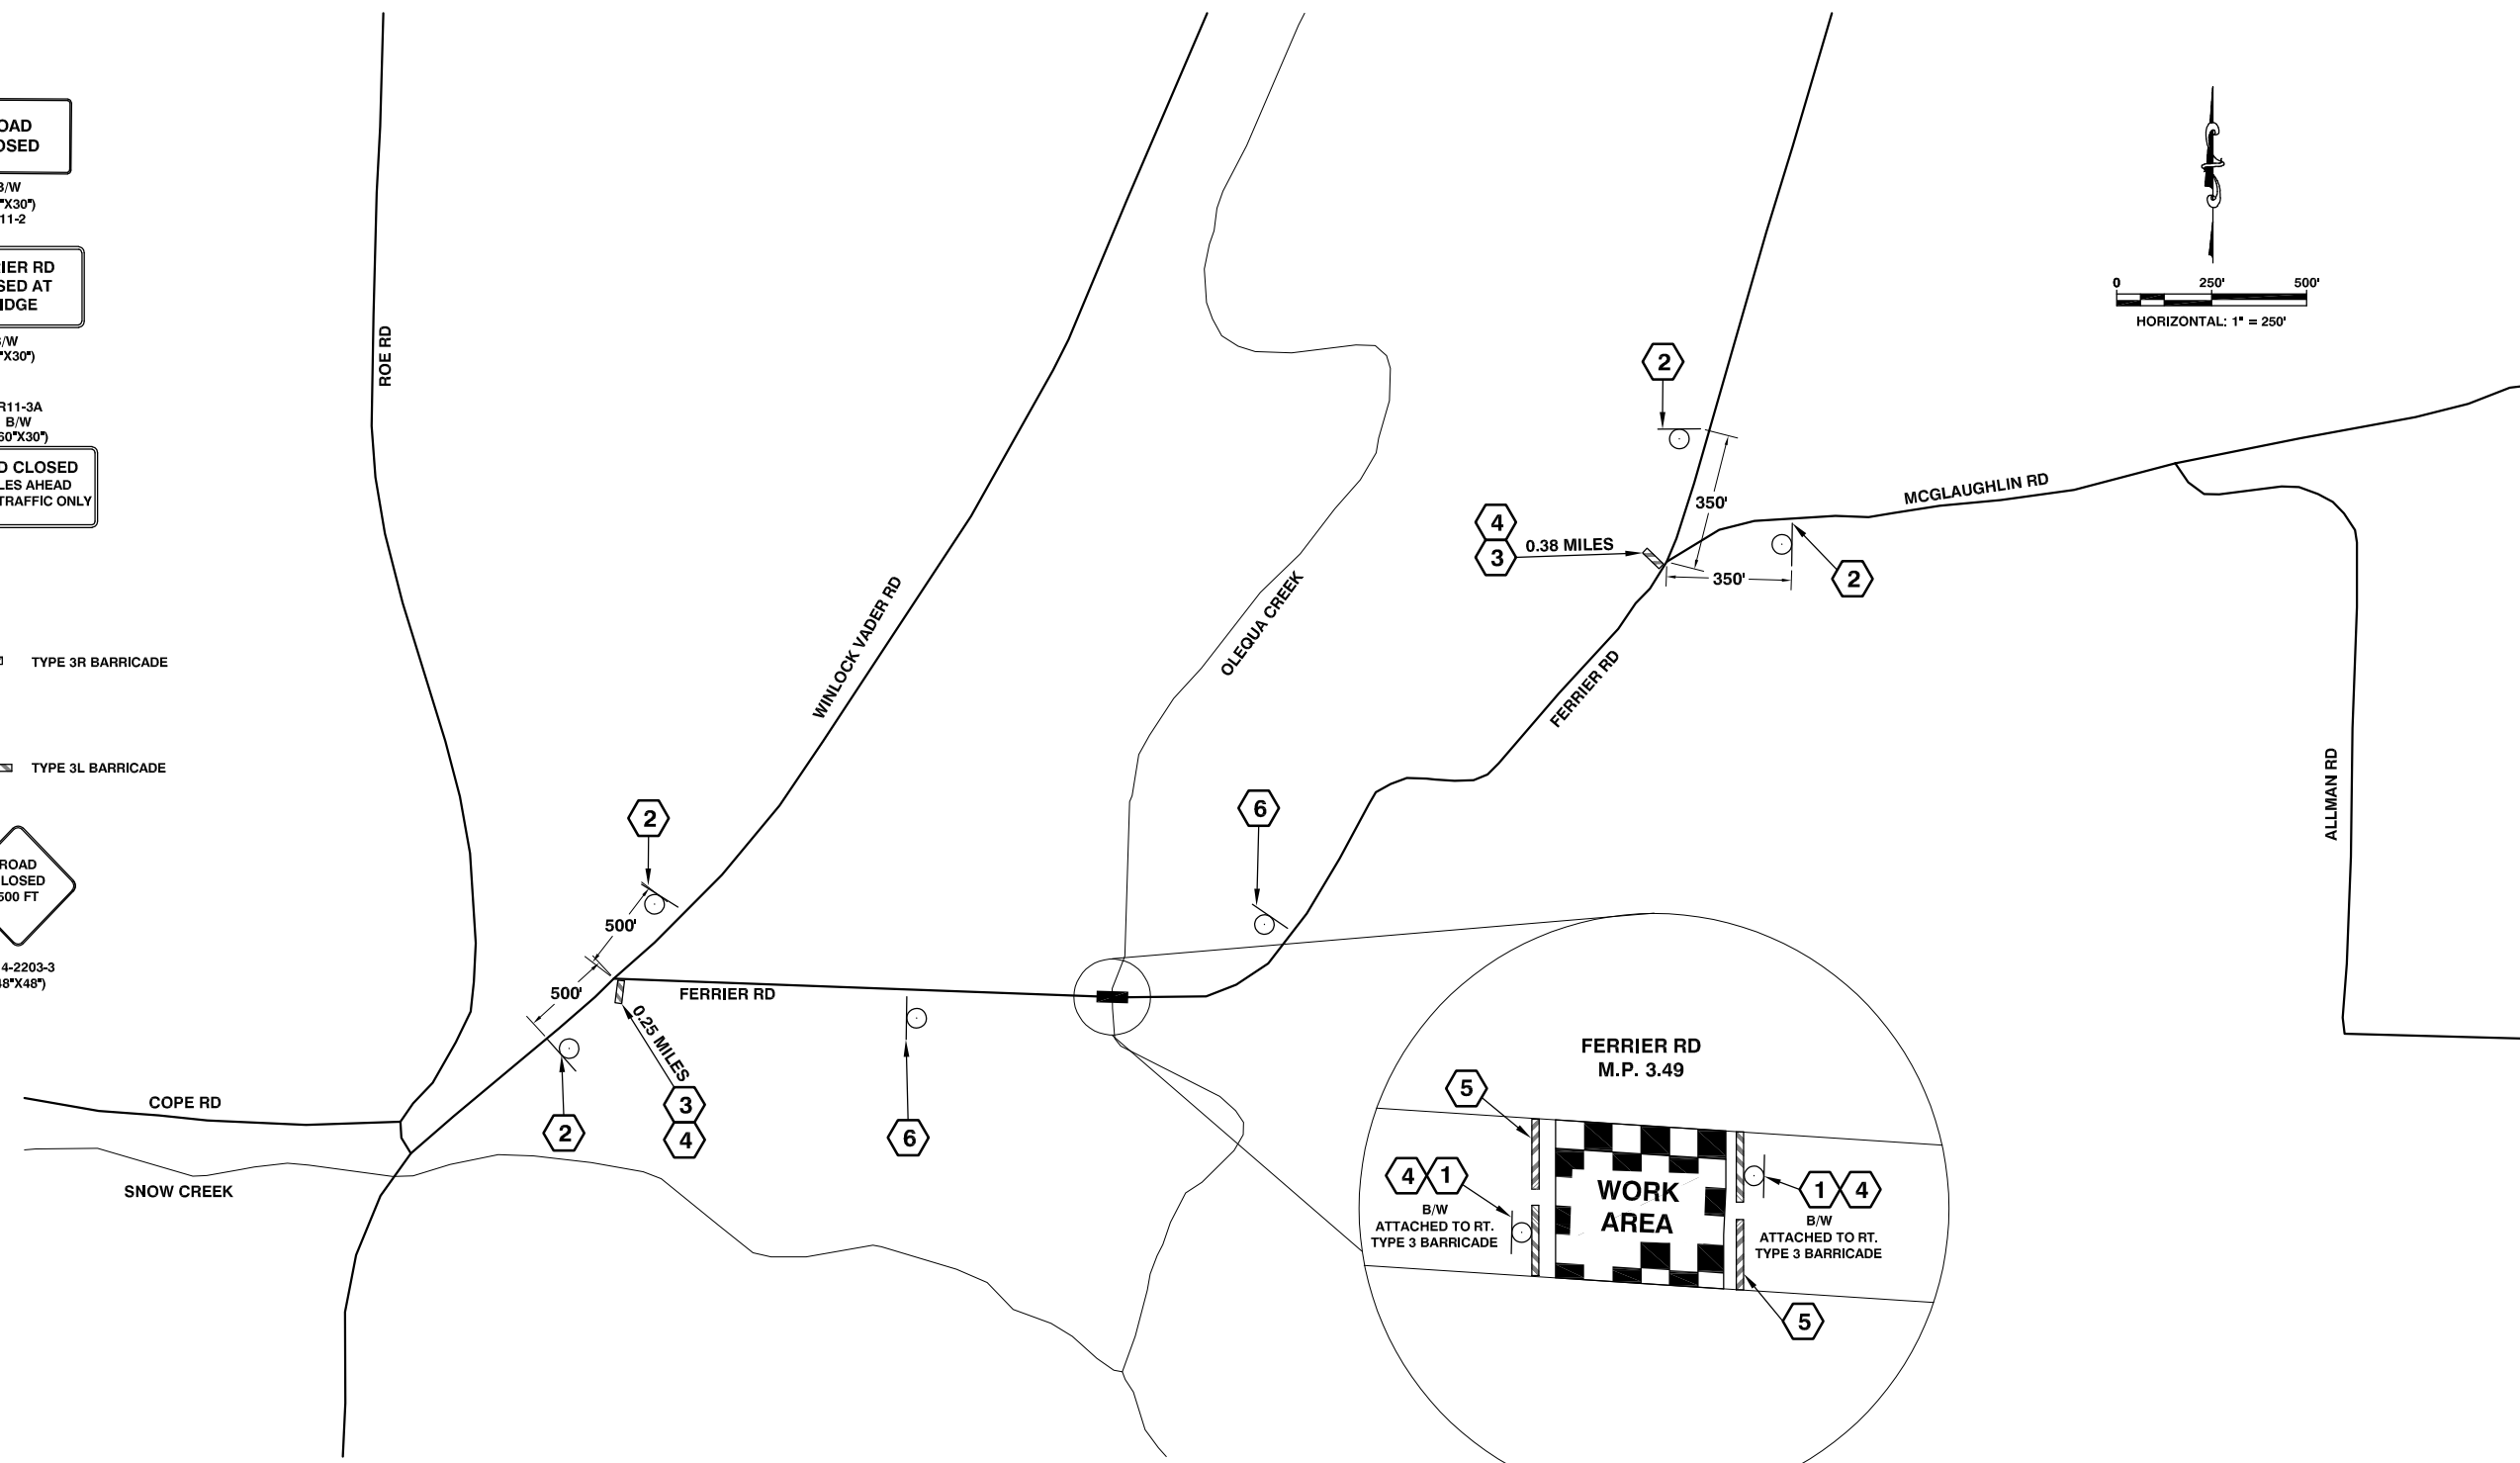 OAD
OSED
B/W
"X30")
11-2
IER RD
SED AT
IDGE
B/W
"X30")
R11-3A
B/W
60"X30")
D CLOSED
LES AHEAD
TRAFFIC ONLY
TYPE 3R BARRICADE
TYPE 3L BARRICADE
ROAD
LOSED
500 FT
4-2203-3
48"X48")
ROE RD
WINLOCK VADER RD
OLEQUA CREEK
0
250'
500'
HORIZONTAL: 1" = 250'
2
350'
MCGLAUGHLIN RD
4
3
0.38 MILES
350'
2
FERRIER RD
ALLMAN RD
2
6
500'
500'
FERRIER RD
0.25 MILES
COPE RD
2
3
4
6
SNOW CREEK
FERRIER RD
M.P. 3.49
5
4
1
B/W
ATTACHED TO RT.
TYPE 3 BARRICADE
WORK
AREA
1
4
B/W
ATTACHED TO RT.
TYPE 3 BARRICADE
5